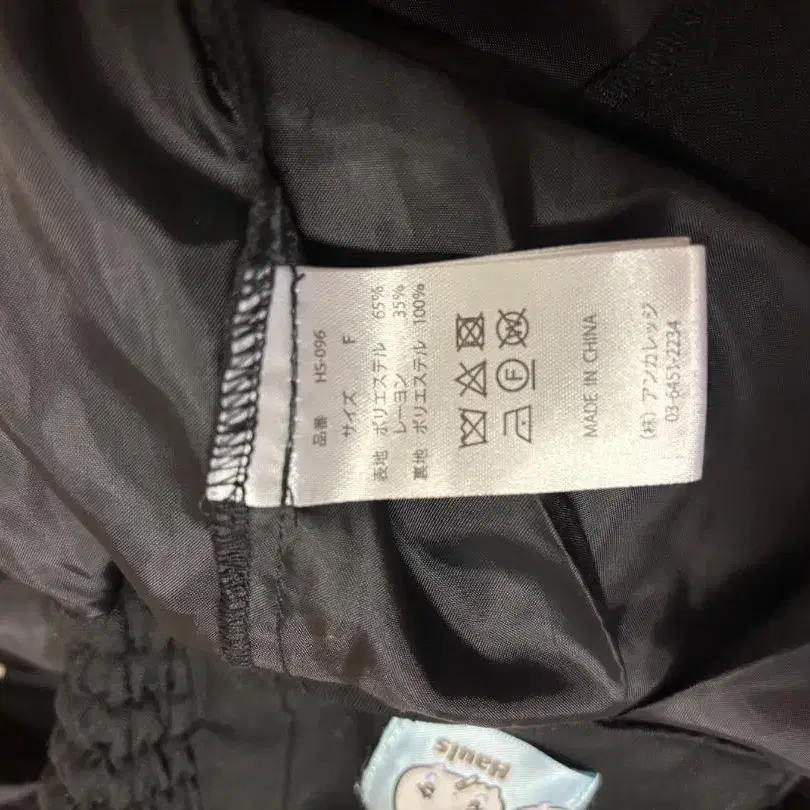 品番 HS-096
サイズ F
表地 ポリエステル 65%
レーヨン 35%
裏地 ポリエステル 100%
F W
MADE IN CHINA
(株) アンカレッジ
03-6451-2234
Hauls